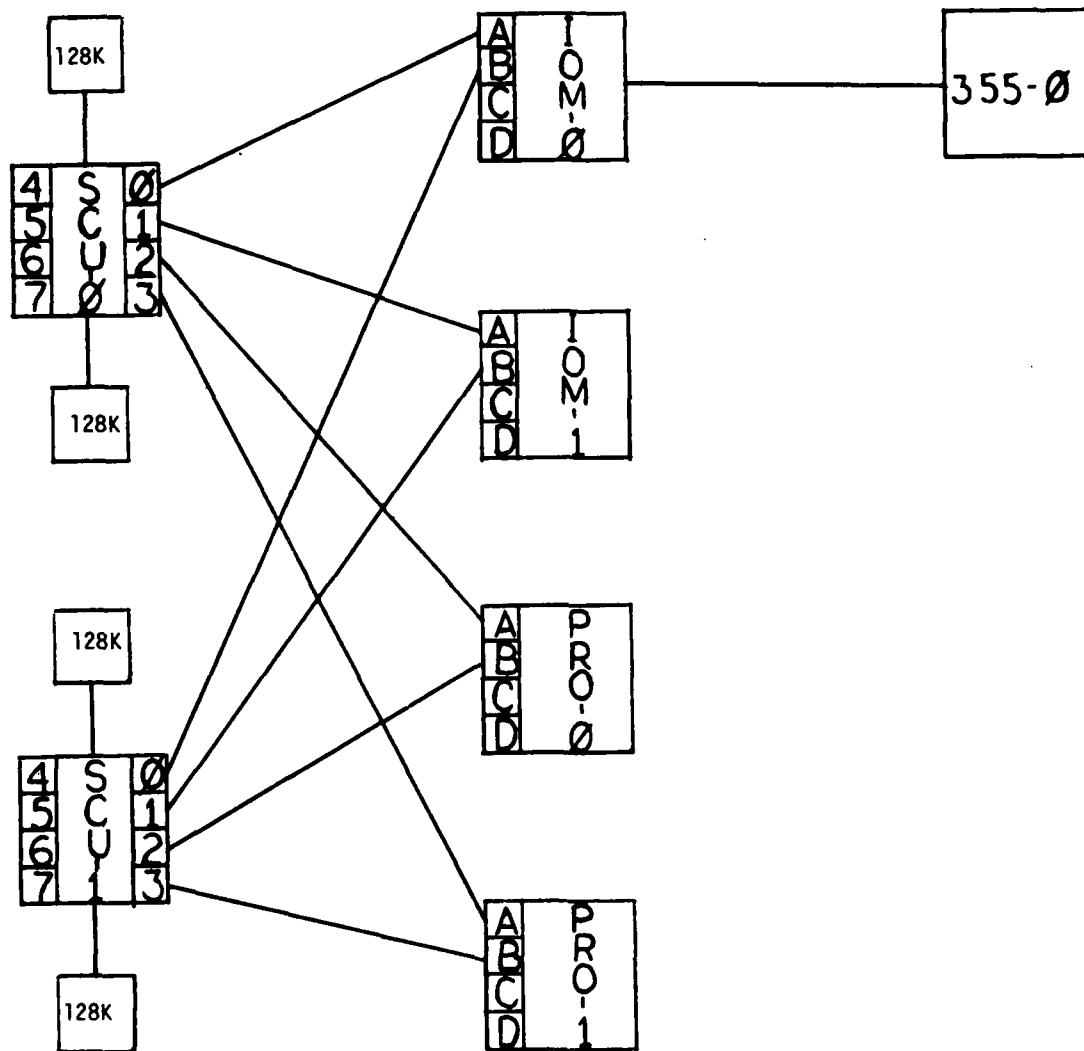 128K
4 S Ø
5 C 1
6 U 2
7 Ø 3
128K
A
B
C
D
IOM-Ø
355-Ø
A
B
C
D
IOM-1
128K
4 S Ø
5 C 1
6 U 2
7 1 3
128K
A
B
C
D
PRO-Ø
A
B
C
D
PRO-1